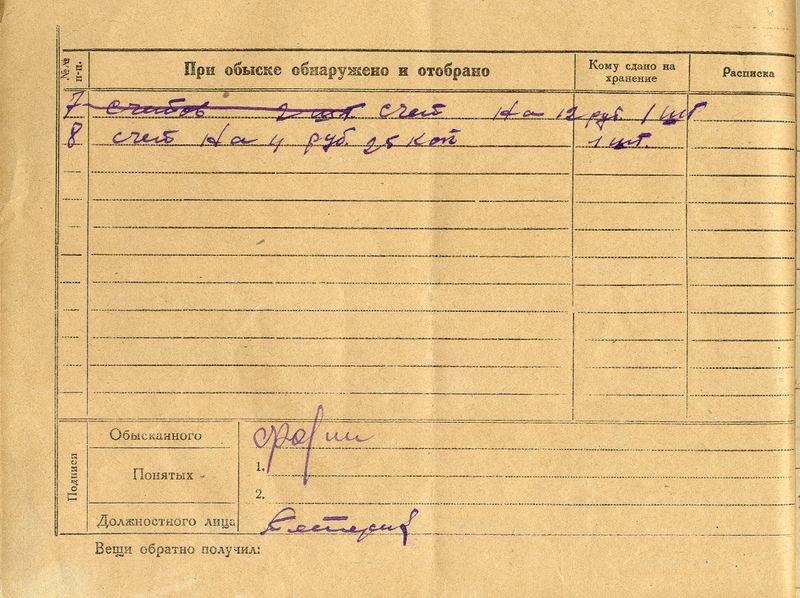 №№ п-п. При обыске обнаружено и отобрано Кому сдано на хранение Расписка
7 счетов 2 шт. счет на 12 руб 1 шт
8 счет на 4 руб. 25 коп 1 шт.
Подписи
Обысканного
Понятых
1.
2.
Должностного лица
Вещи обратно получил: